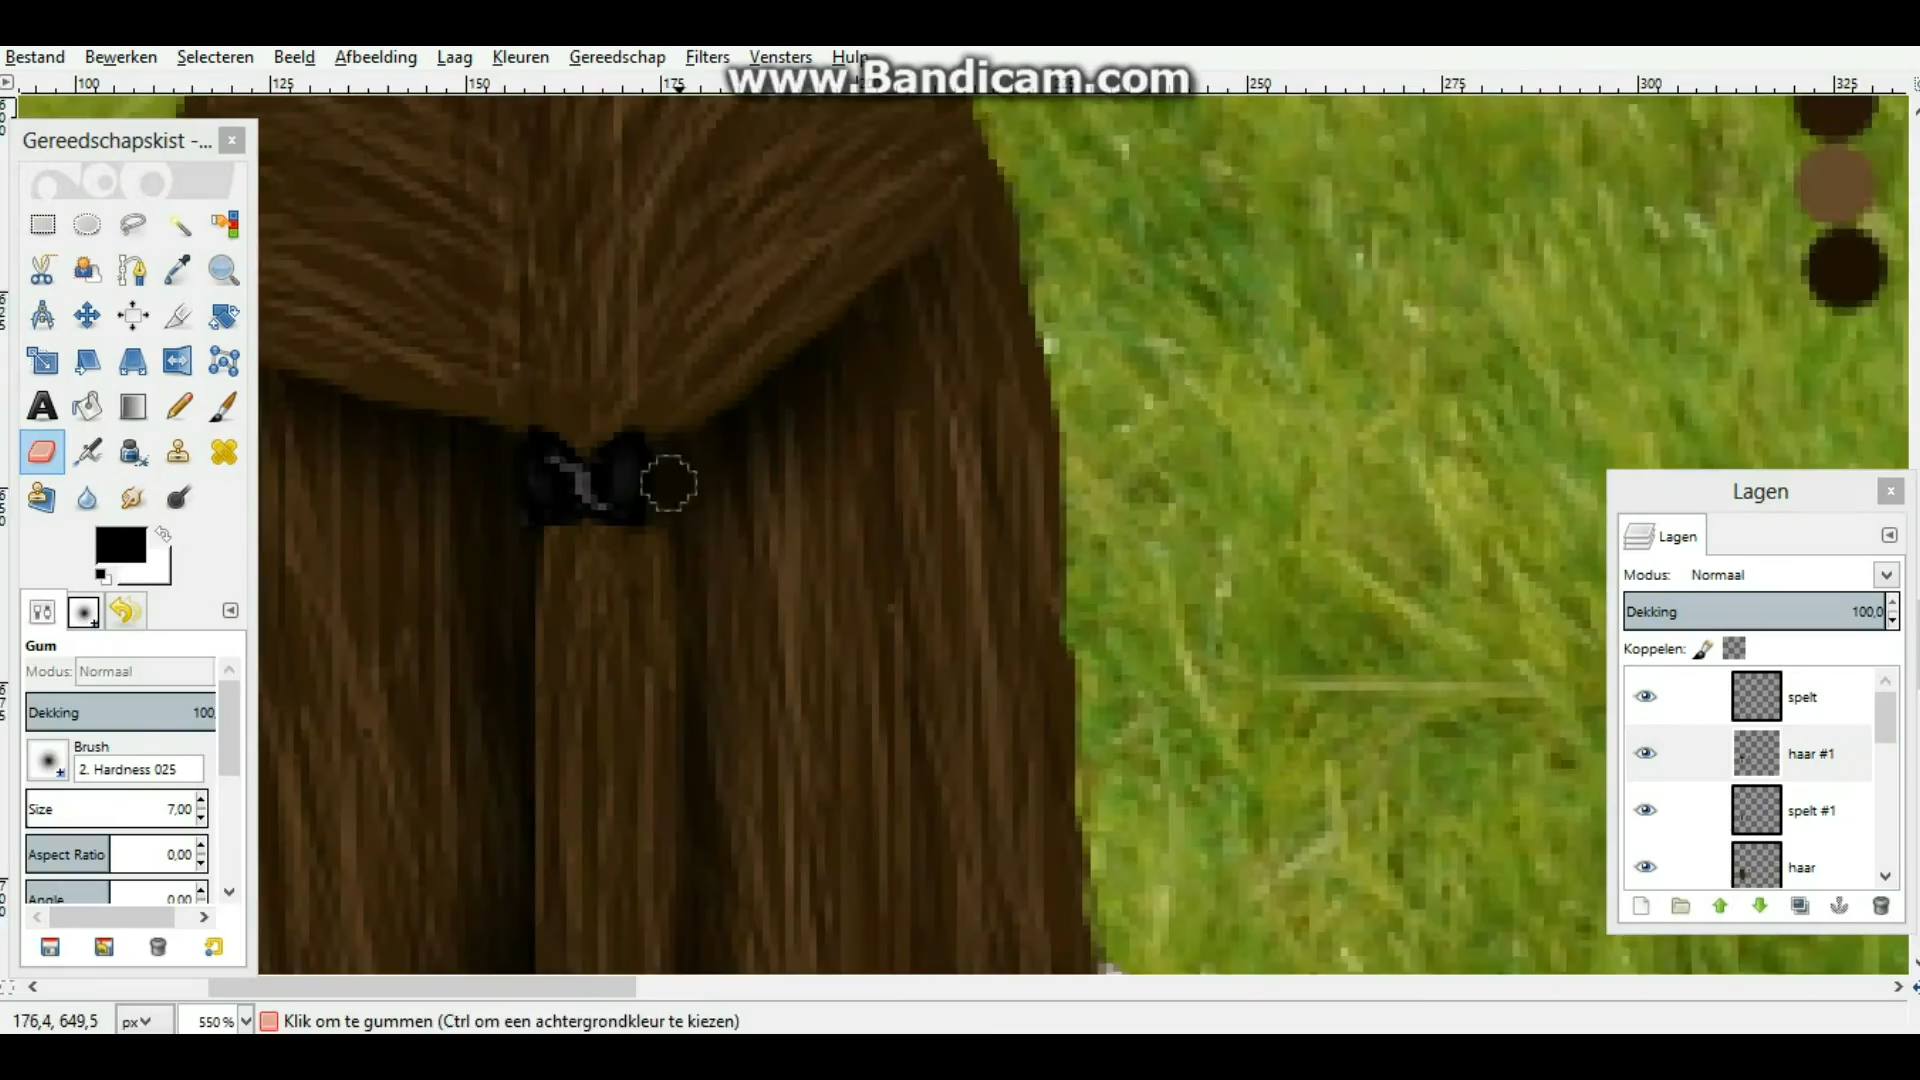 Bestand Bewerken Selecteren Beeld Afbeelding Laag Kleuren Gereedschap Filters Vensters Hulp
www.Bandicam.com
100 125 150 175 250 275 300 325
Gereedschapskist -...
Gum
Modus: Normaal
Dekking 100,
Brush
2. Hardness 025
Size 7,00
Aspect Ratio 0,00
Angle 0,00
Lagen
Lagen
Modus: Normaal
Dekking 100,0
Koppelen:
spelt
haar #1
spelt #1
haar
176,4, 649,5 px 550 % Klik om te gummen (Ctrl om een achtergrondkleur te kiezen)